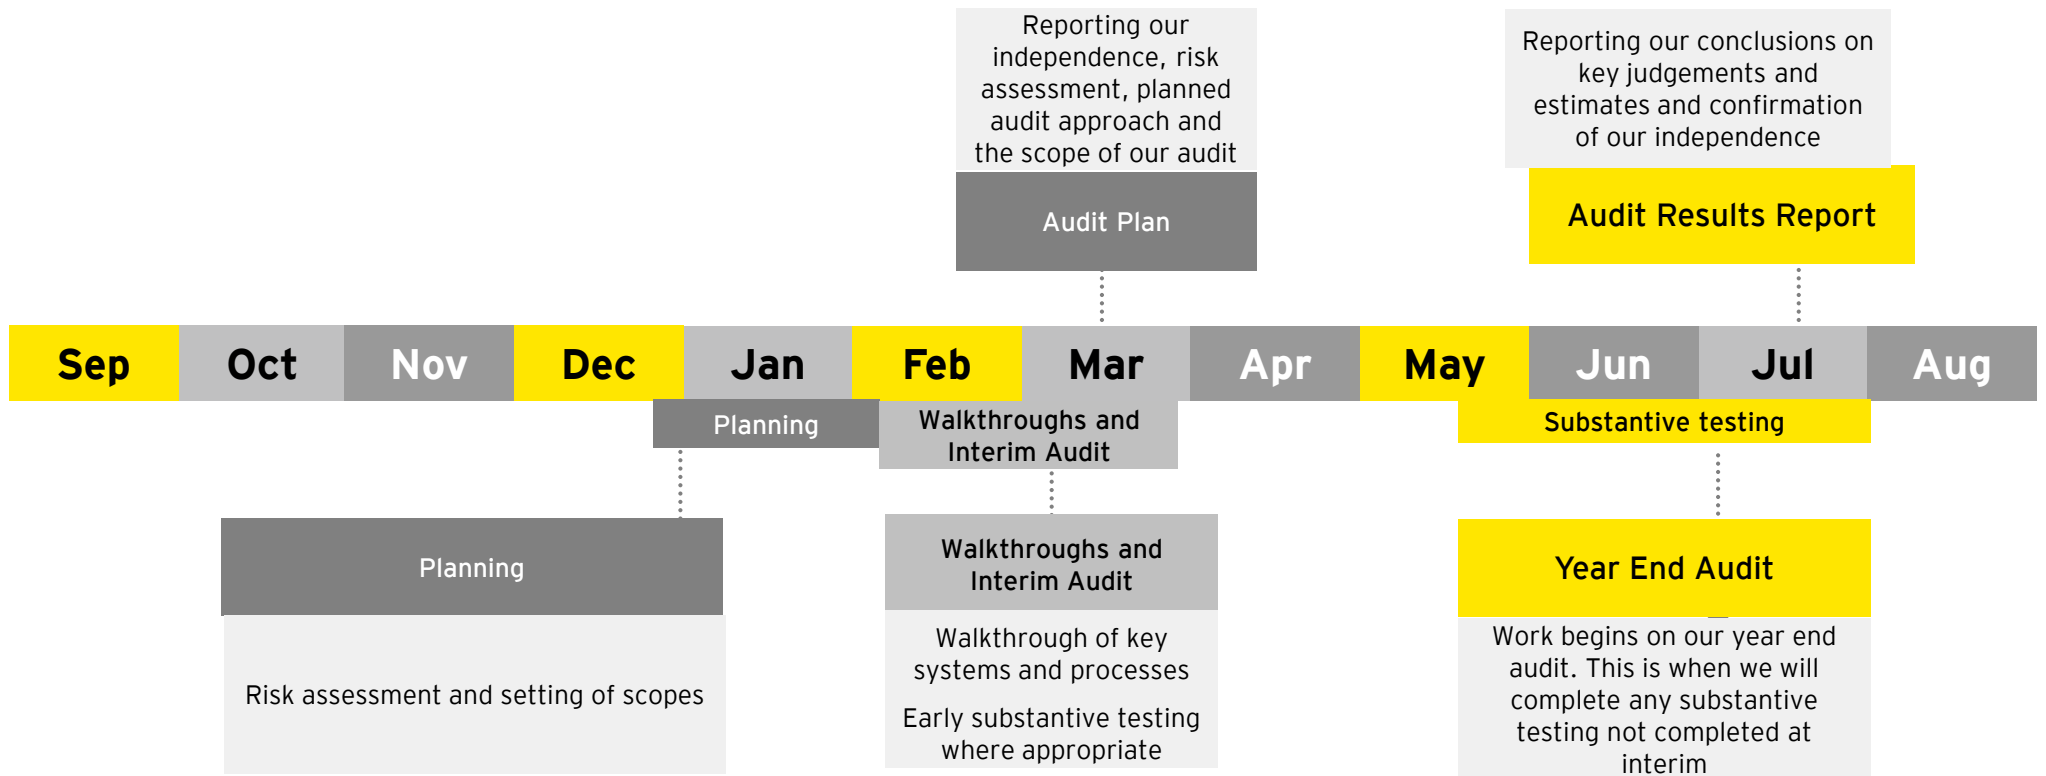 Reporting our
independence, risk
assessment, planned
audit approach and
the scope of our audit
Audit Plan
Reporting our conclusions on
key judgements and
estimates and confirmation
of our independence
Audit Results Report
Sep Oct Nov Dec Jan Feb Mar Apr May Jun Jul Aug
Planning
Walkthroughs and
Interim Audit
Substantive testing
Planning
Risk assessment and setting of scopes
Walkthroughs and
Interim Audit
Walkthrough of key
systems and processes
Early substantive testing
where appropriate
Year End Audit
Work begins on our year end
audit. This is when we will
complete any substantive
testing not completed at
interim